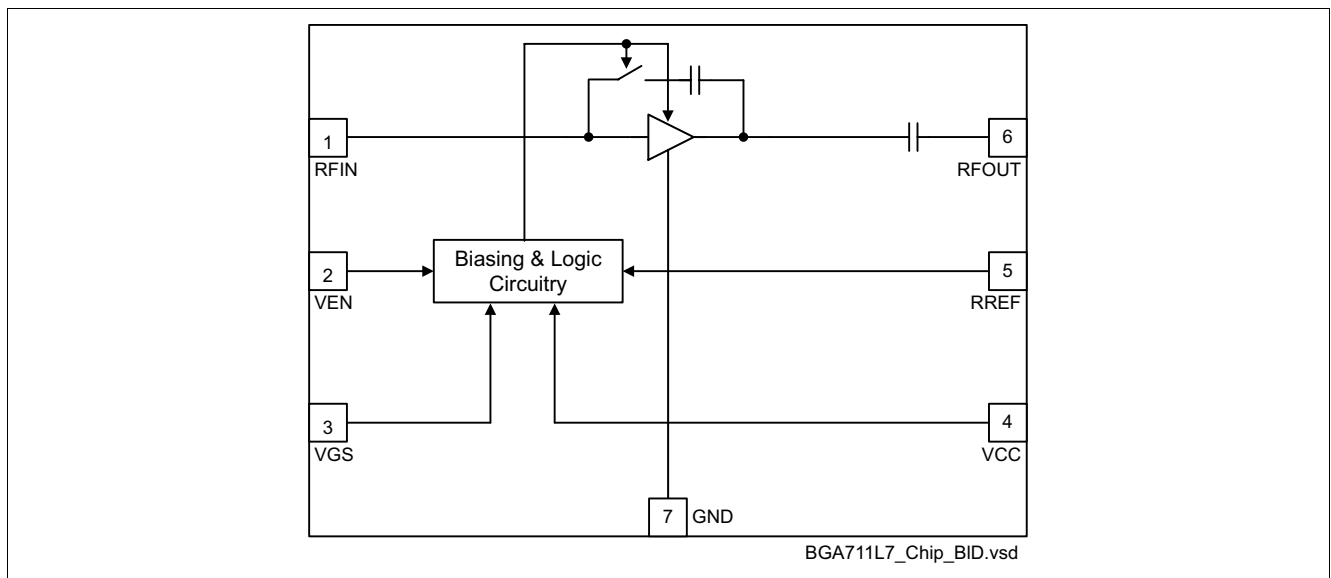 1
RFIN
6
RFOUT
Biasing & Logic
Circuitry
2
VEN
5
RREF
3
VGS
4
VCC
7 GND
BGA711L7_Chip_BID.vsd